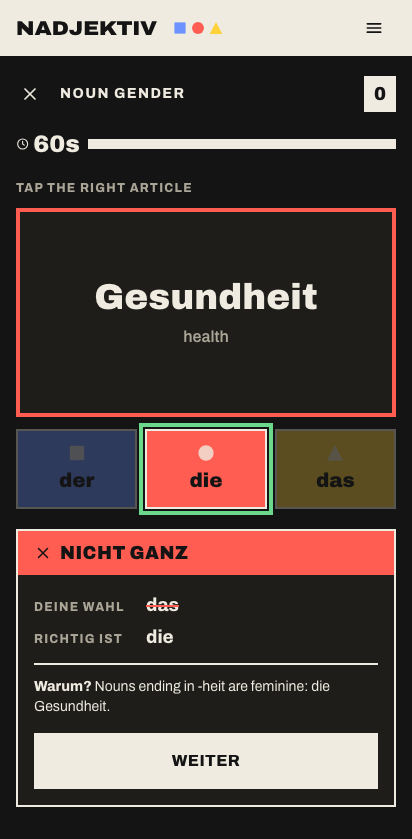 NADJEKTIV
NOUN GENDER
0
60s
TAP THE RIGHT ARTICLE
Gesundheit
health
der
die
das
NICHT GANZ
DEINE WAHL das
RICHTIG IST die
Warum? Nouns ending in -heit are feminine: die
Gesundheit.
WEITER